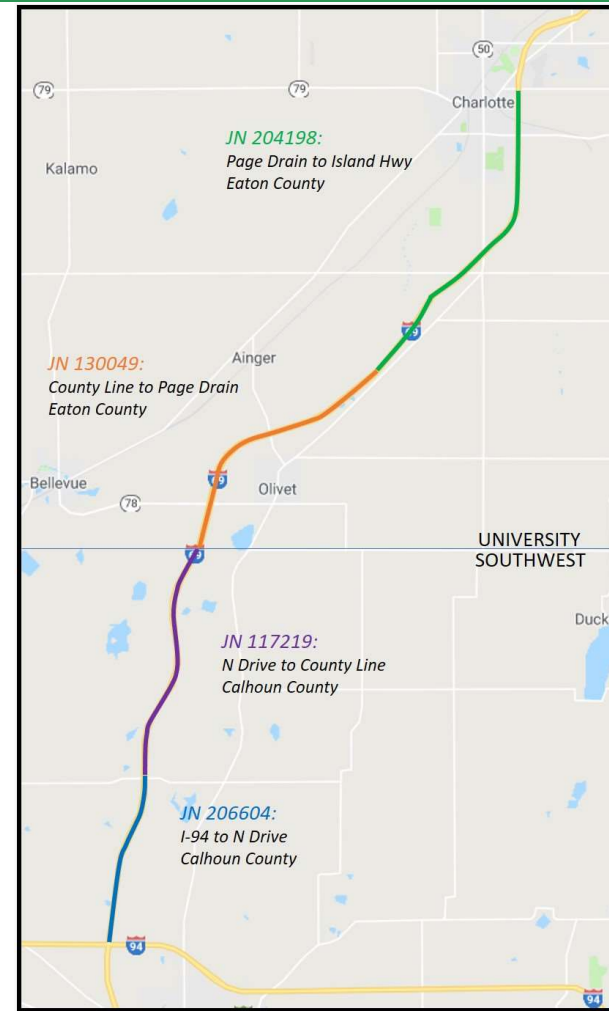 50
79
79
Charlotte
JN 204198:
Page Drain to Island Hwy
Eaton County
Kalamo
69
Ainger
JN 130049:
County Line to Page Drain
Eaton County
69
Bellevue
Olivet
78
UNIVERSITY
69
SOUTHWEST
Duck
JN 117219:
N Drive to County Line
Calhoun County
JN 206604:
I-94 to N Drive
Calhoun County
94
94